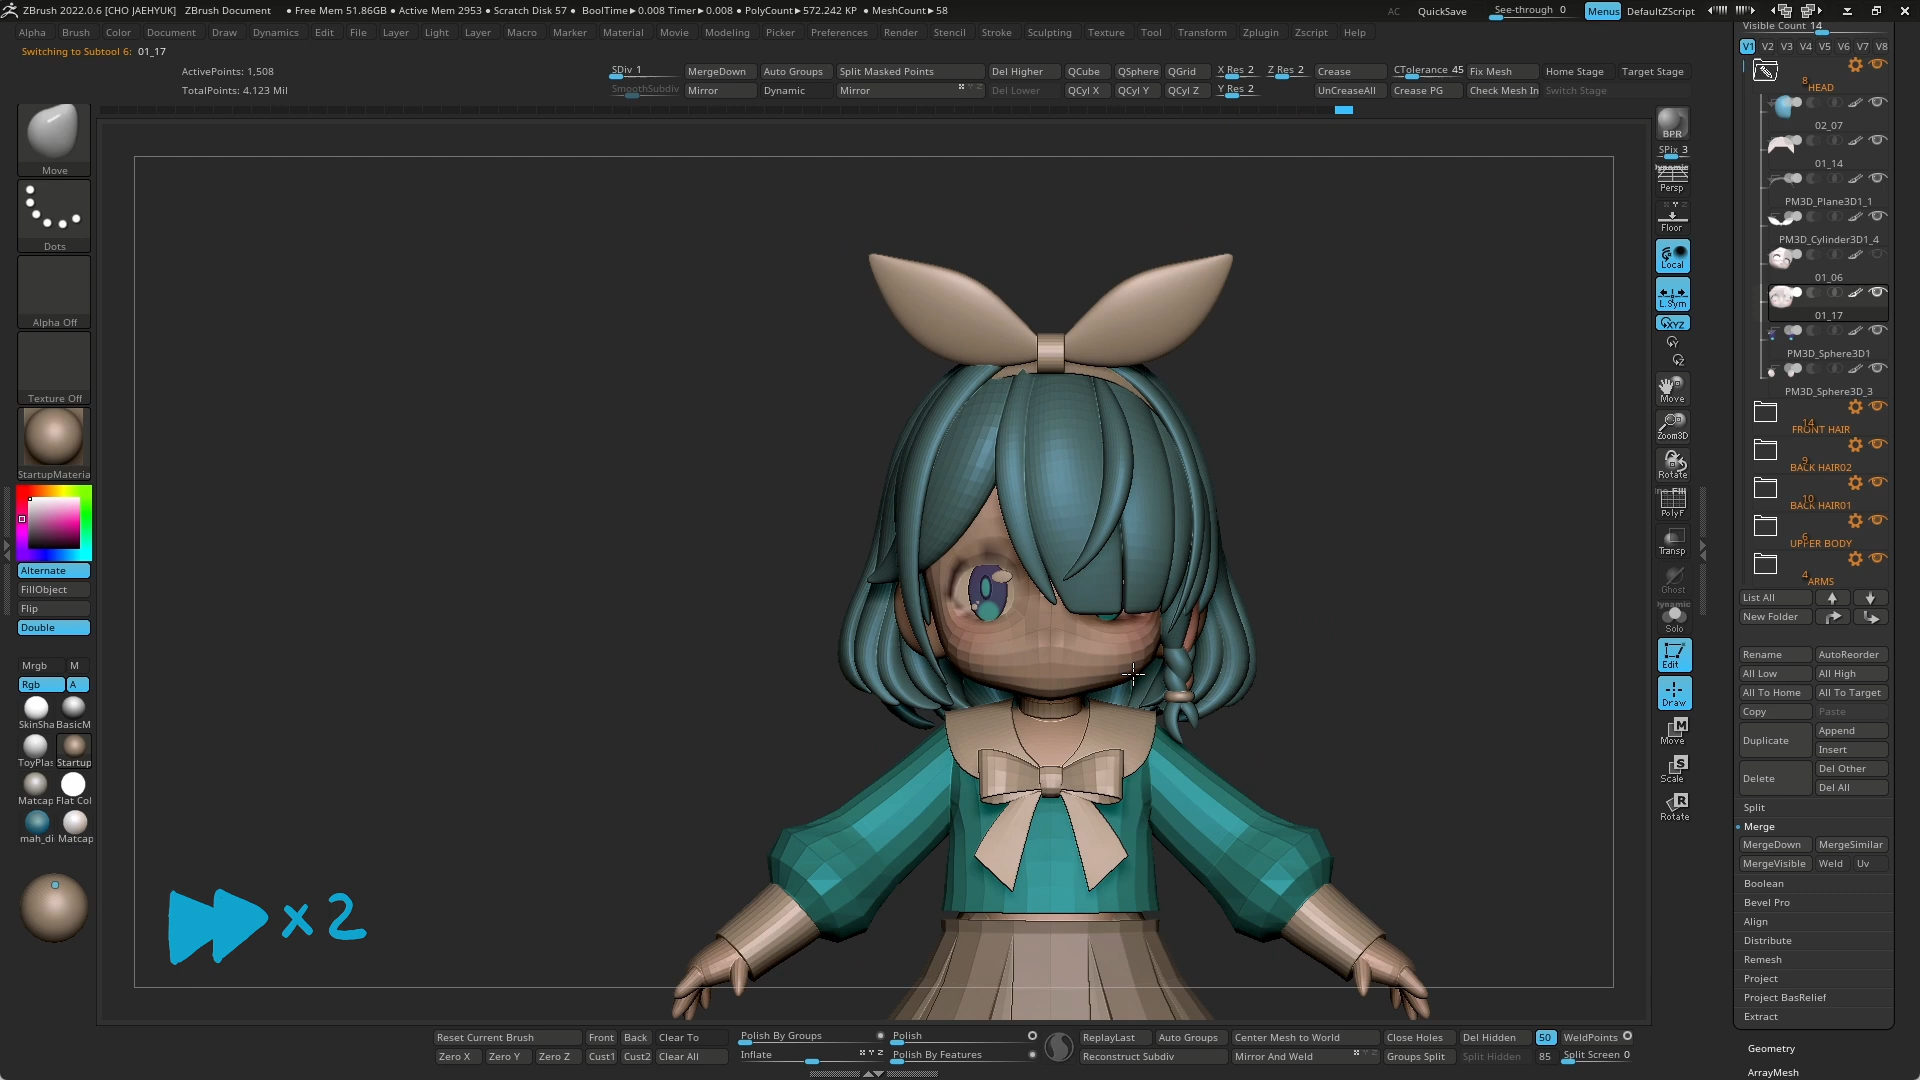 ZBrush 2022.0.6 [CHO JAEHYUK] ZBrush Document • Free Mem 51.86GB • Active Mem 2953 • Scratch Disk 57 • BoolTime▸0.008 Timer▸0.008 • PolyCount▸572.242 KP • MeshCount▸58
AC QuickSave See-through 0 Menus DefaultZScript
Alpha Brush Color Document Draw Dynamics Edit File Layer Light Layer Macro Marker Material Movie Modeling Picker Preferences Render Stencil Stroke Sculpting Texture Tool Transform Zplugin Zscript Help
Switching to Subtool 6: 01_17
ActivePoints: 1,508
TotalPoints: 4.123 Mil
SDiv 1 MergeDown Auto Groups Split Masked Points Del Higher QCube QSphere QGrid X Res 2 Z Res 2 Crease CTolerance 45 Fix Mesh Home Stage Target Stage
SmoothSubdiv Mirror Dynamic Mirror Del Lower QCyl X QCyl Y QCyl Z Y Res 2 UnCreaseAll Crease PG Check Mesh In Switch Stage
Move
Dots
Alpha Off
Texture Off
StartupMateria
Alternate
FillObject
Flip
Double
Mrgb M
Rgb A
SkinSha BasicM
ToyPlas Startup
Matcap Flat Col
mah_di Matcap
x 2
BPR
SPix 3
Dynamic
Persp
Floor
Local
L.Sym
XYZ
Y
Z
Move
Zoom3D
Rotate
PolyF
Transp
Ghost
Dynamic
Solo
Edit
Draw
Move
Scale
Rotate
Visible Count 14
V1 V2 V3 V4 V5 V6 V7 V8
8
HEAD
02_07
01_14
PM3D_Plane3D1_1
PM3D_Cylinder3D1_4
01_06
01_17
PM3D_Sphere3D1
PM3D_Sphere3D_3
14
FRONT HAIR
9
BACK HAIR02
10
BACK HAIR01
6
UPPER BODY
4
ARMS
List All
New Folder
Rename AutoReorder
All Low All High
All To Home All To Target
Copy Paste
Duplicate Append
Insert
Delete Del Other
Del All
Split
Merge
MergeDown MergeSimilar
MergeVisible Weld Uv
Boolean
Bevel Pro
Align
Distribute
Remesh
Project
Project BasRelief
Extract
Geometry
ArrayMesh
Reset Current Brush Front Back Clear To Polish By Groups Polish ReplayLast Auto Groups Center Mesh to World Close Holes Del Hidden 50 WeldPoints
Zero X Zero Y Zero Z Cust1 Cust2 Clear All Inflate X Y Z Polish By Features Reconstruct Subdiv Mirror And Weld Groups Split Split Hidden 85 Split Screen 0